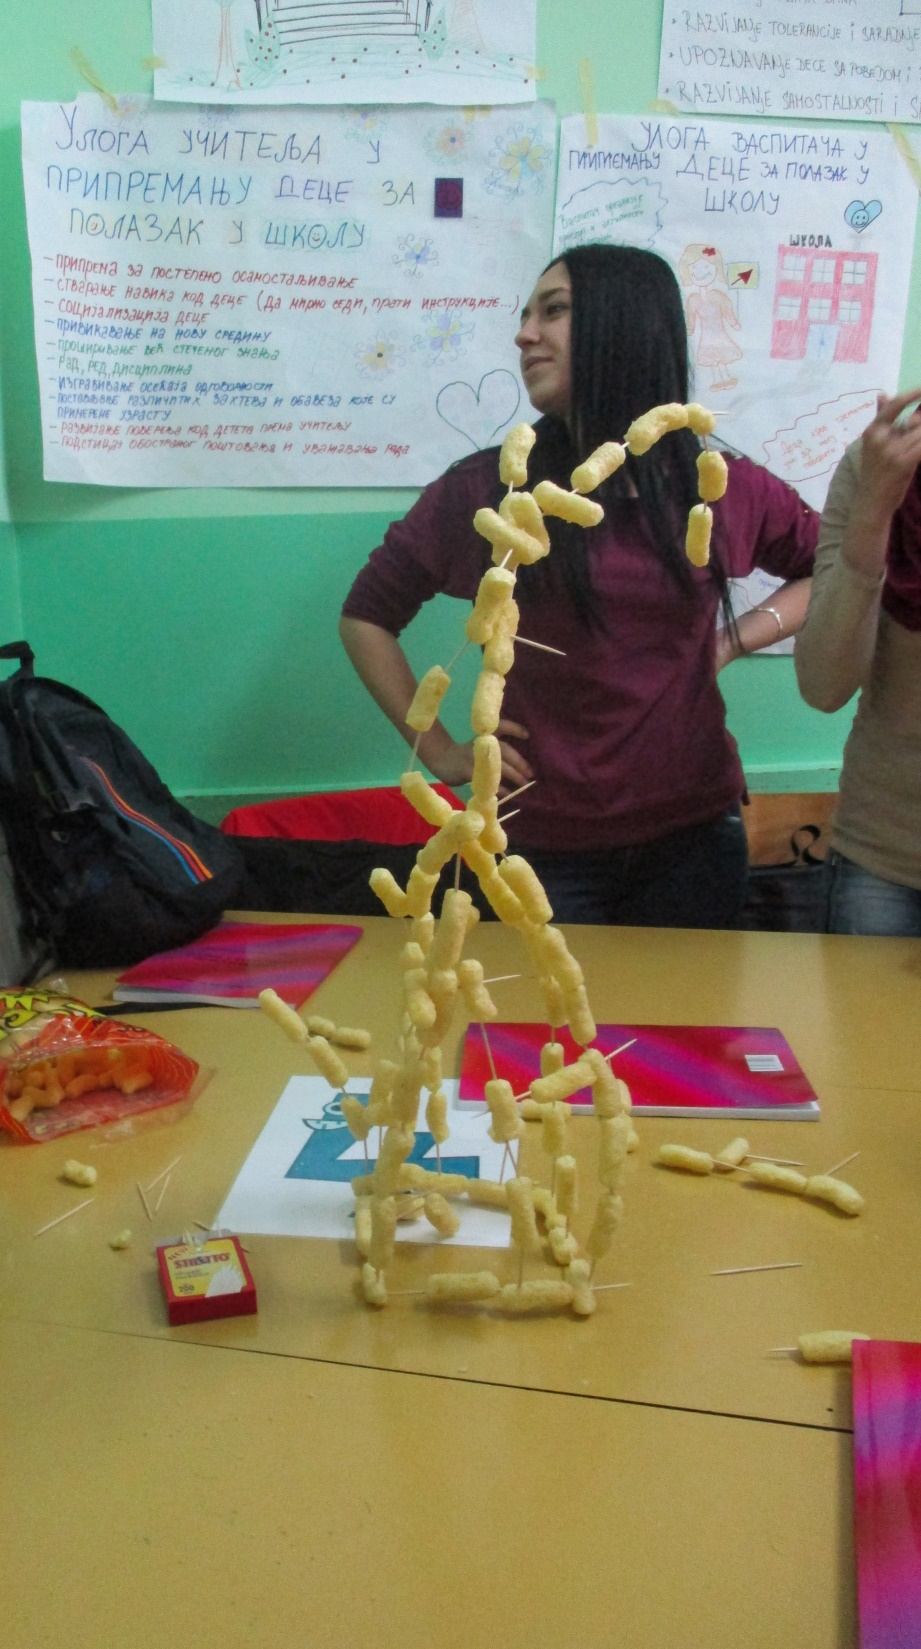 RAZVIJANJE TOLERANCIJE I SARADNJE
• UPOZNAVANJE DECE SA POBEDOM I
• RAZVIJANJE SAMOSTALNOSTI I
УЛОГА УЧИТЕЉА У
ПРИПРЕМАЊУ ДЕЦЕ ЗА
ПОЛАЗАК У ШКОЛУ
– ПРИПРЕМА ЗА ПОСТЕПЕНО ОСАМОСТАЉИВАЊЕ
– СТВАРАЊЕ НАВИКА КОД ДЕЦЕ (ДА МИРНО СЕДИ, ПРАТИ ИНСТРУКЦИЈЕ...)
– СОЦИЈАЛИЗАЦИЈА ДЕЦЕ
– ПРИВИКАВАЊЕ НА НОВУ СРЕДИНУ
– ПРОШИРИВАЊЕ ВЕЋ СТЕЧЕНОГ ЗНАЊА
– РАД, РЕД, ДИСЦИПЛИНА
– ИЗГРАЂИВАЊЕ ОСЕЋАЈА ОДГОВОРНОСТИ
– ПОСТАВЉАЊЕ РАЗЛИЧИТИХ ЗАХТЕВА И ОБАВЕЗА КОЈЕ СУ
ПРИМЕРЕНЕ УЗРАСТУ
– РАЗВИЈАЊЕ ПОВЕРЕЊА КОД ДЕТЕТА ПРЕМА УЧИТЕЉУ
– ПОДСТИЦАЈ ОБОСТРАНОГ ПОШТОВАЊА И УВАЖАВАЊА РАДА
УЛОГА ВАСПИТАЧА У
ПРИПРЕМАЊУ ДЕЦЕ ЗА ПОЛАЗАК У
ШКОЛУ
ШКОЛА
STILETTO